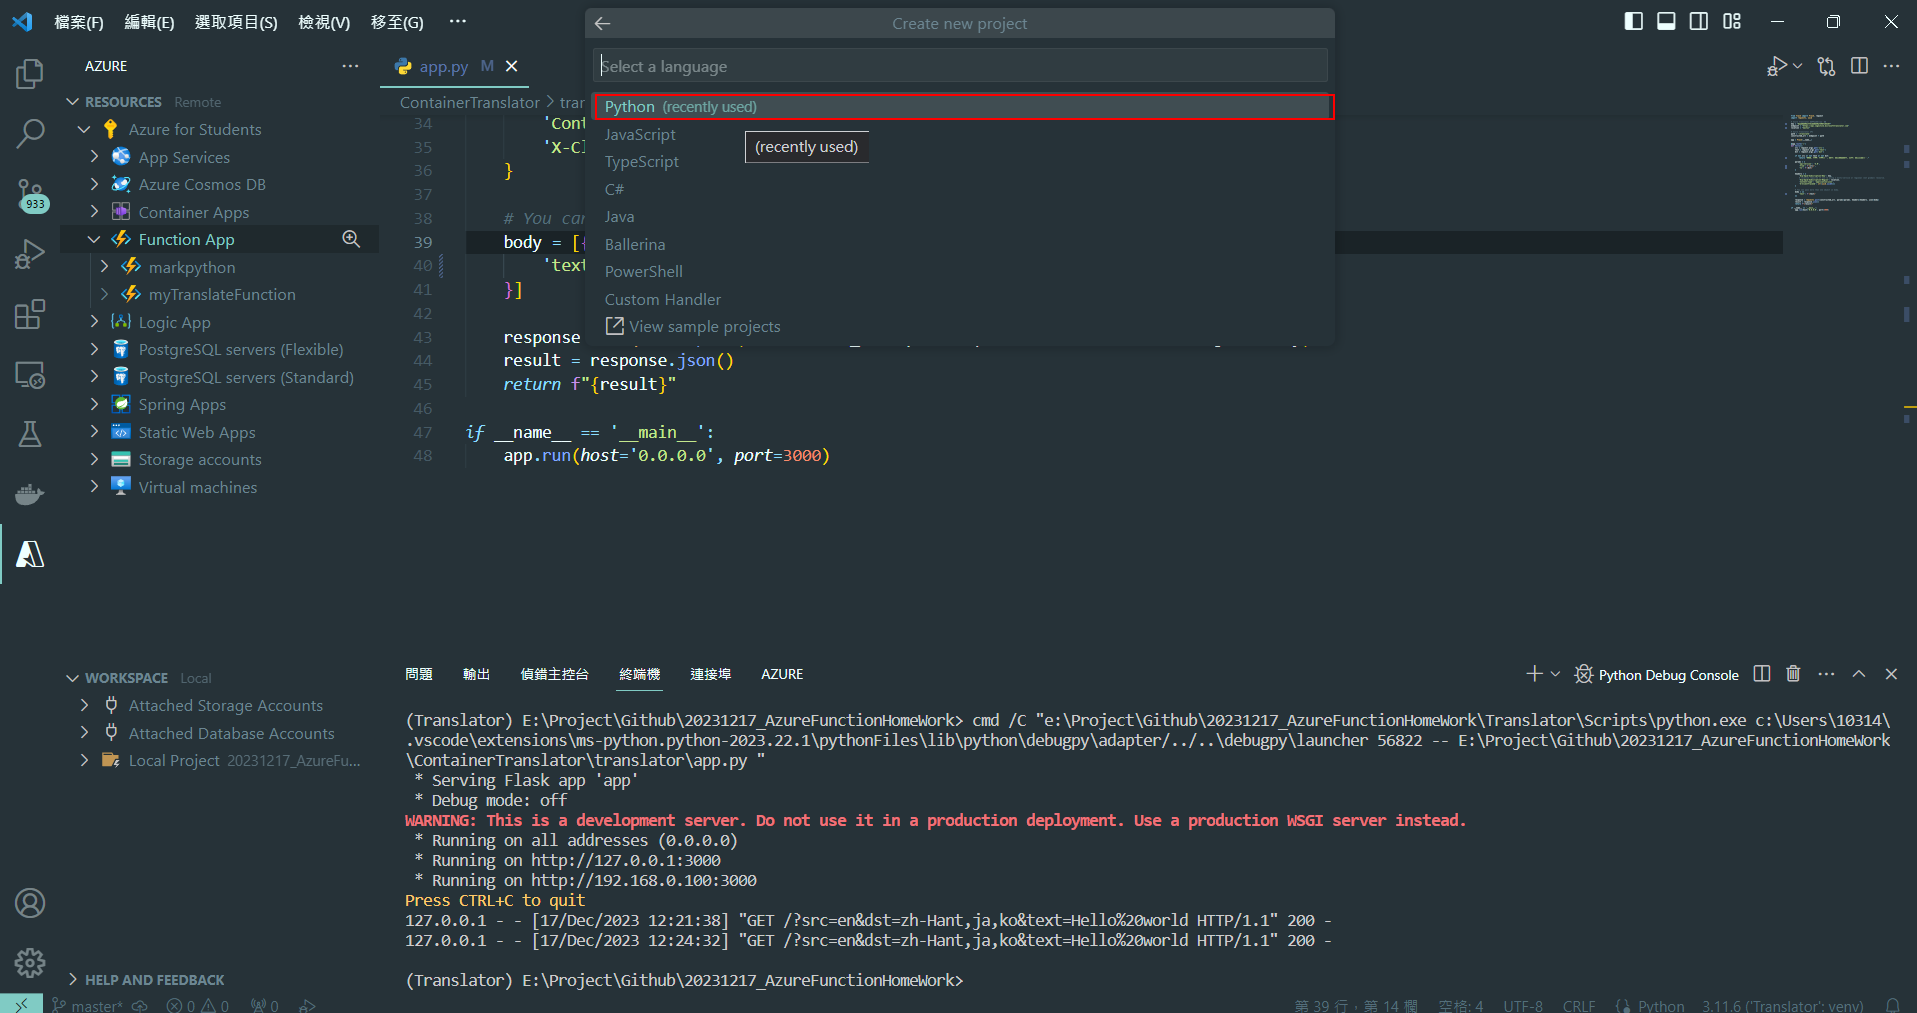 檔案(F) 編輯(E) 選取項目(S) 檢視(V) 移至(G) ···
Create new project
Select a language
Python (recently used)
JavaScript
(recently used)
TypeScript
C#
Java
Ballerina
PowerShell
Custom Handler
View sample projects
AZURE
RESOURCES Remote
Azure for Students
App Services
Azure Cosmos DB
Container Apps
Function App
markpython
myTranslateFunction
Logic App
PostgreSQL servers (Flexible)
PostgreSQL servers (Standard)
Spring Apps
Static Web Apps
Storage accounts
Virtual machines
933
app.py M
ContainerTranslator > tran
34 'Cont
35 'X-Cl
36 }
37
38 # You can
39 body = [{
40 'text
41 }]
42
43 response
44 result = response.json()
45 return f"{result}"
46
47 if __name__ == '__main__':
48 app.run(host='0.0.0.0', port=3000)
WORKSPACE Local
Attached Storage Accounts
Attached Database Accounts
Local Project 20231217_AzureFu...
HELP AND FEEDBACK
問題 輸出 偵錯主控台 終端機 連接埠 AZURE
Python Debug Console
(Translator) E:\Project\Github\20231217_AzureFunctionHomeWork> cmd /C "e:\Project\Github\20231217_AzureFunctionHomeWork\Translator\Scripts\python.exe c:\Users\10314\
.vscode\extensions\ms-python.python-2023.22.1\pythonFiles\lib\python\debugpy\adapter/../..\debugpy\launcher 56822 -- E:\Project\Github\20231217_AzureFunctionHomeWork
\ContainerTranslator\translator\app.py "
* Serving Flask app 'app'
* Debug mode: off
WARNING: This is a development server. Do not use it in a production deployment. Use a production WSGI server instead.
* Running on all addresses (0.0.0.0)
* Running on http://127.0.0.1:3000
* Running on http://192.168.0.100:3000
Press CTRL+C to quit
127.0.0.1 - - [17/Dec/2023 12:21:38] "GET /?src=en&dst=zh-Hant,ja,ko&text=Hello%20world HTTP/1.1" 200 -
127.0.0.1 - - [17/Dec/2023 12:24:32] "GET /?src=en&dst=zh-Hant,ja,ko&text=Hello%20world HTTP/1.1" 200 -
(Translator) E:\Project\Github\20231217_AzureFunctionHomeWork>
master* 0 0 0
第 39 行，第 14 欄 空格: 4 UTF-8 CRLF Python 3.11.6 ('Translator': venv)